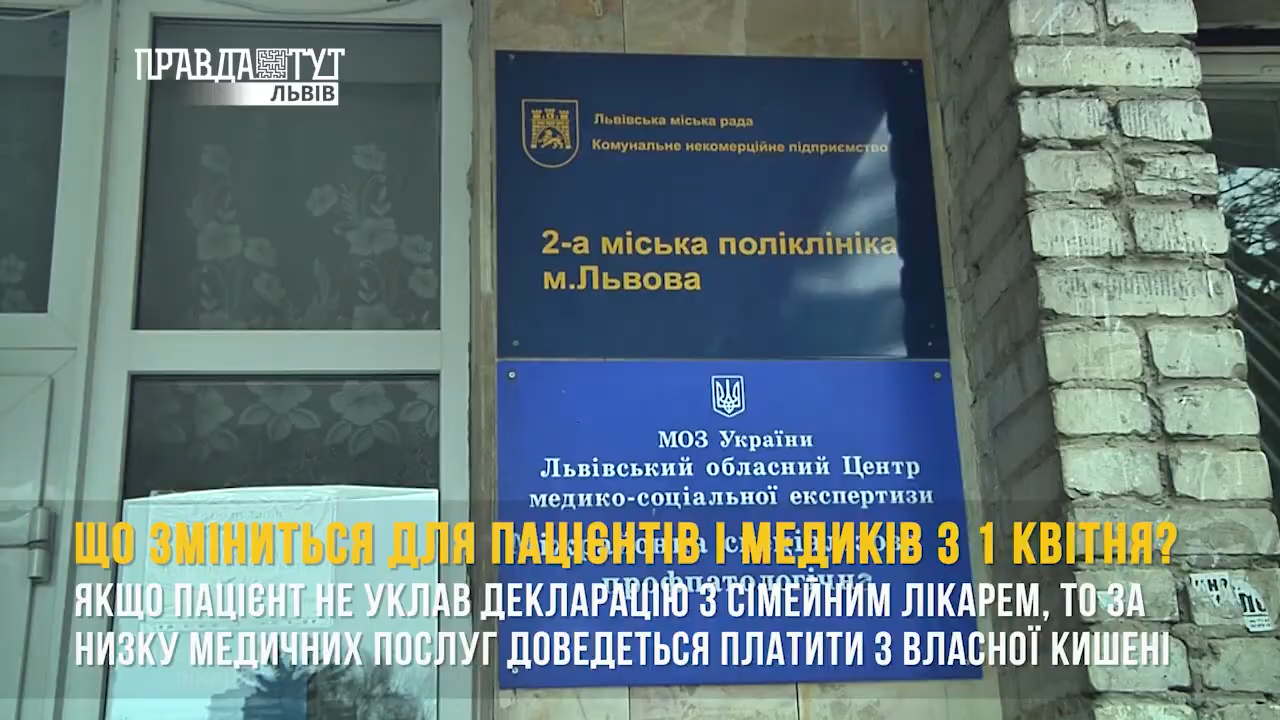 ПРАВДА ТУТ
ЛЬВІВ
Львівська міська рада
Комунальне некомерційне підприємство
2-а міська поліклініка
м.Львова
МОЗ України
Львівський обласний Центр
медико-соціальної експертизи
профпатологічна
ЩО ЗМІНИТЬСЯ ДЛЯ ПАЦІЄНТІВ І МЕДИКІВ З 1 КВІТНЯ?
ЯКЩО ПАЦІЄНТ НЕ УКЛАВ ДЕКЛАРАЦІЮ З СІМЕЙНИМ ЛІКАРЕМ, ТО ЗА
НИЗКУ МЕДИЧНИХ ПОСЛУГ ДОВЕДЕТЬСЯ ПЛАТИТИ З ВЛАСНОЇ КИШЕНІ